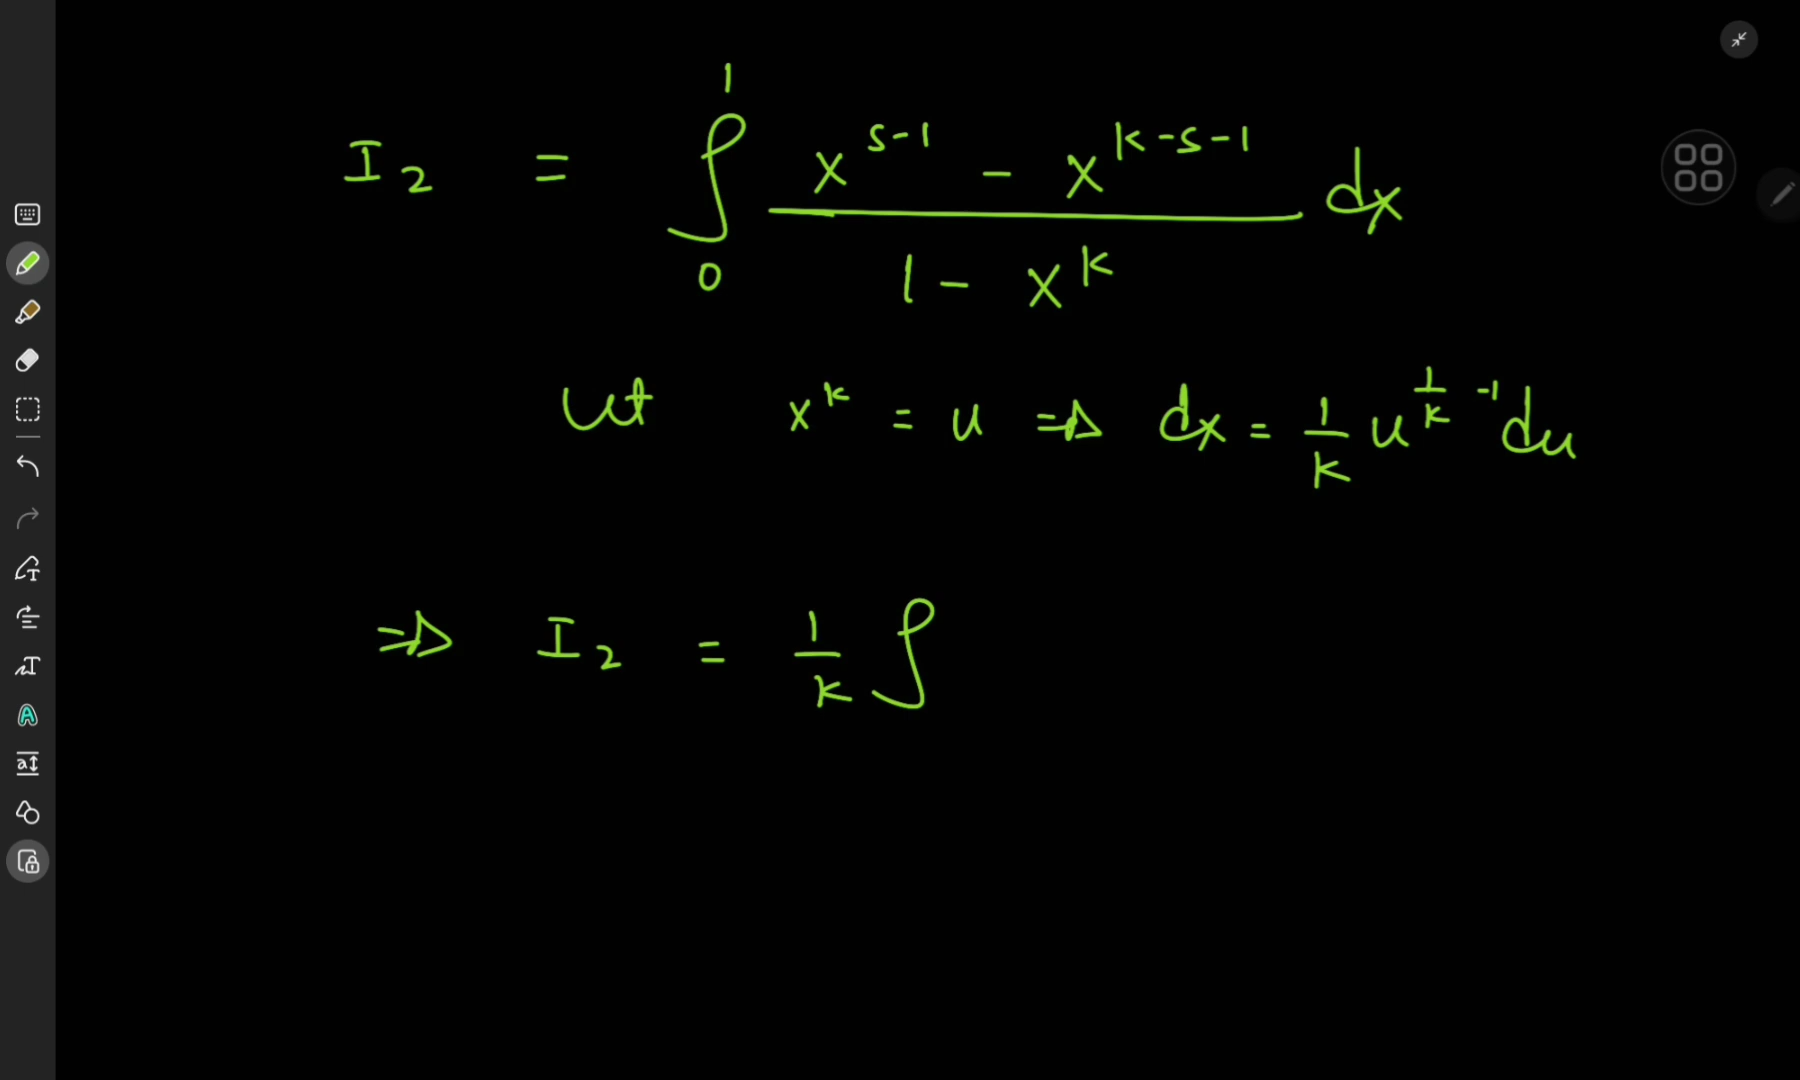 I₂ = ∫₀¹ (x^(s-1) - x^(k-s-1)) / (1 - x^k) dx
Let x^k = u ⇒ dx = 1/k u^(1/k -1) du
⇒ I₂ = 1/k ∫